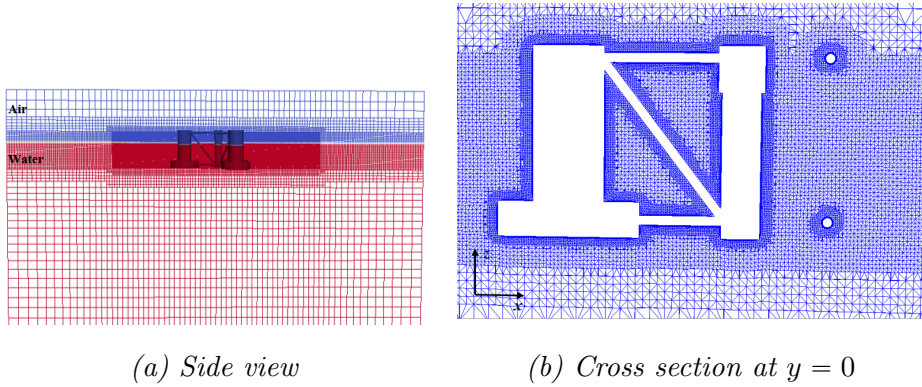 Air
Water
z
x
(a) Side view
(b) Cross section at y = 0